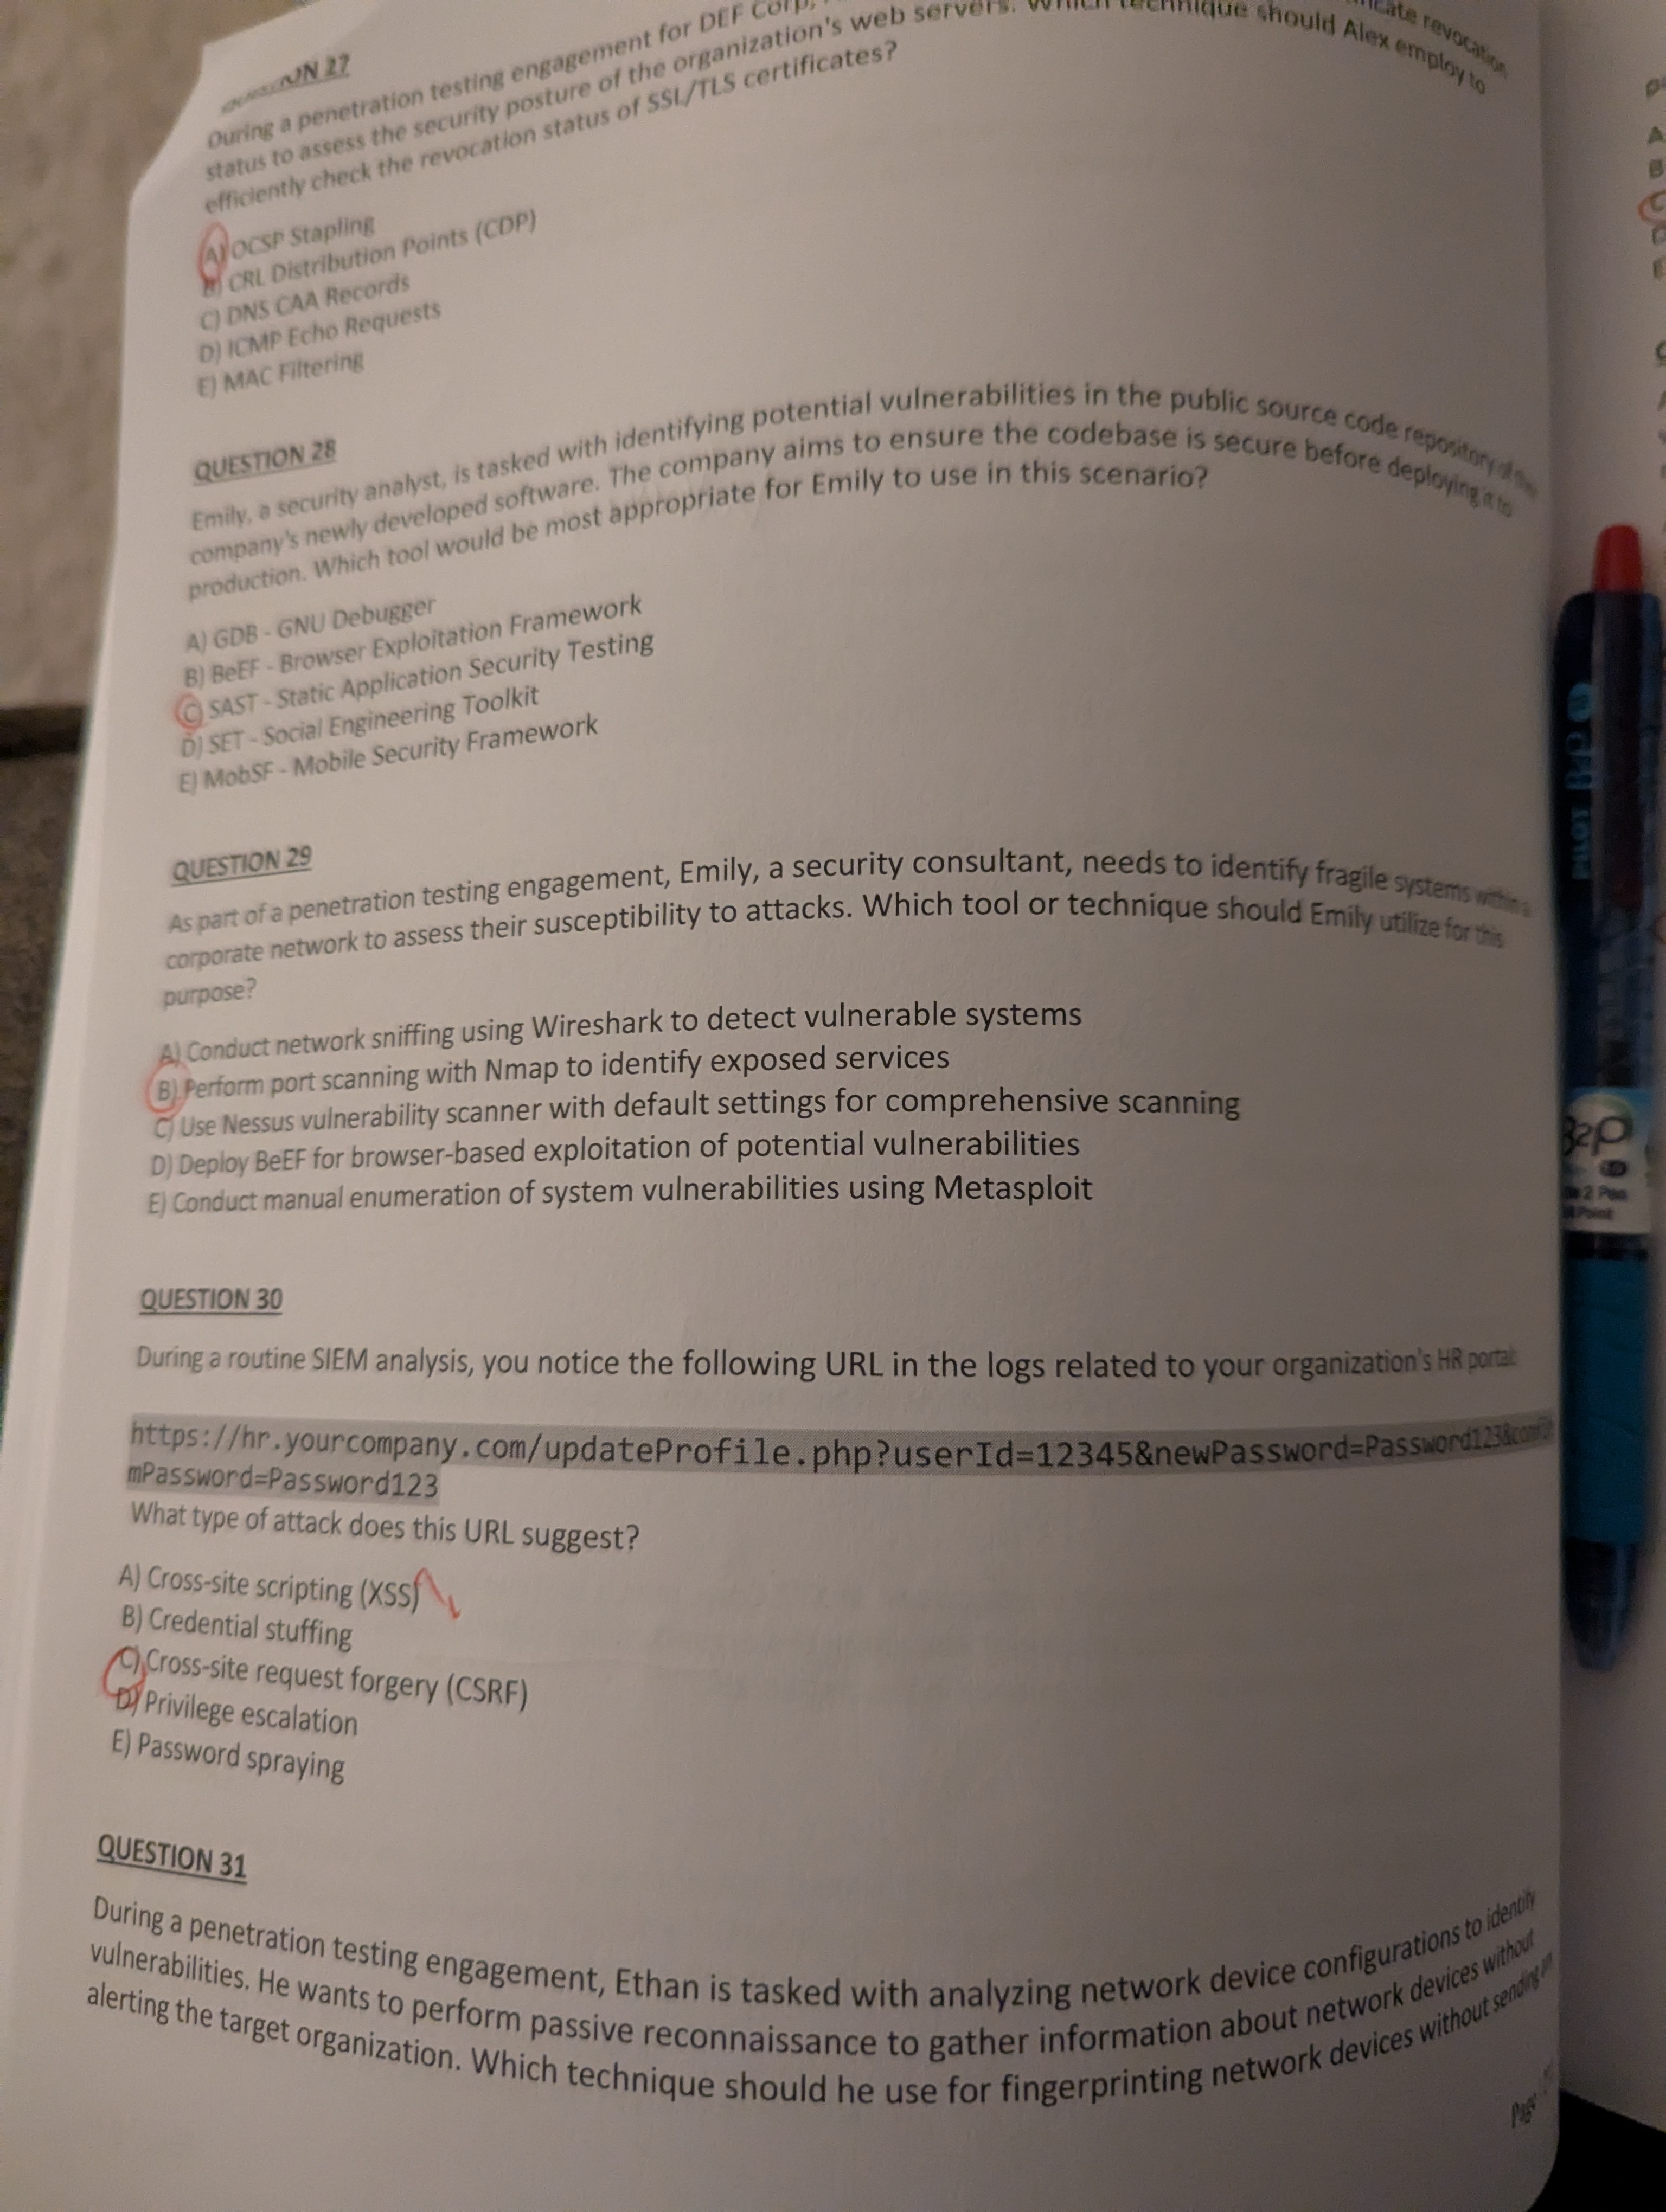 ON 27
During a penetration testing engagement for DEF Corp, revocation
status to assess the security posture of the organization's web servers. Which technique should Alex employ to
efficiently check the revocation status of SSL/TLS certificates?
A) OCSP Stapling
B) CRL Distribution Points (CDP)
C) DNS CAA Records
D) ICMP Echo Requests
E) MAC Filtering
QUESTION 28
Emily, a security analyst, is tasked with identifying potential vulnerabilities in the public source code repository of
company's newly developed software. The company aims to ensure the codebase is secure before deploying it to
production. Which tool would be most appropriate for Emily to use in this scenario?
A) GDB - GNU Debugger
B) BeEF - Browser Exploitation Framework
C) SAST - Static Application Security Testing
D) SET - Social Engineering Toolkit
E) MobSF - Mobile Security Framework
QUESTION 29
As part of a penetration testing engagement, Emily, a security consultant, needs to identify fragile systems within a
corporate network to assess their susceptibility to attacks. Which tool or technique should Emily utilize for this
purpose?
A) Conduct network sniffing using Wireshark to detect vulnerable systems
B) Perform port scanning with Nmap to identify exposed services
C) Use Nessus vulnerability scanner with default settings for comprehensive scanning
D) Deploy BeEF for browser-based exploitation of potential vulnerabilities
E) Conduct manual enumeration of system vulnerabilities using Metasploit
QUESTION 30
During a routine SIEM analysis, you notice the following URL in the logs related to your organization's HR portal:
https://hr.yourcompany.com/updateProfile.php?userId=12345&newPassword=Password123&confir
mPassword=Password123
What type of attack does this URL suggest?
A) Cross-site scripting (XSS)
B) Credential stuffing
C) Cross-site request forgery (CSRF)
D) Privilege escalation
E) Password spraying
QUESTION 31
During a penetration testing engagement, Ethan is tasked with analyzing network device configurations to identify
vulnerabilities. He wants to perform passive reconnaissance to gather information about network devices without
alerting the target organization. Which technique should he use for fingerprinting network devices without sending
Page
PILOT B2P
B2P
2 Pen
Point